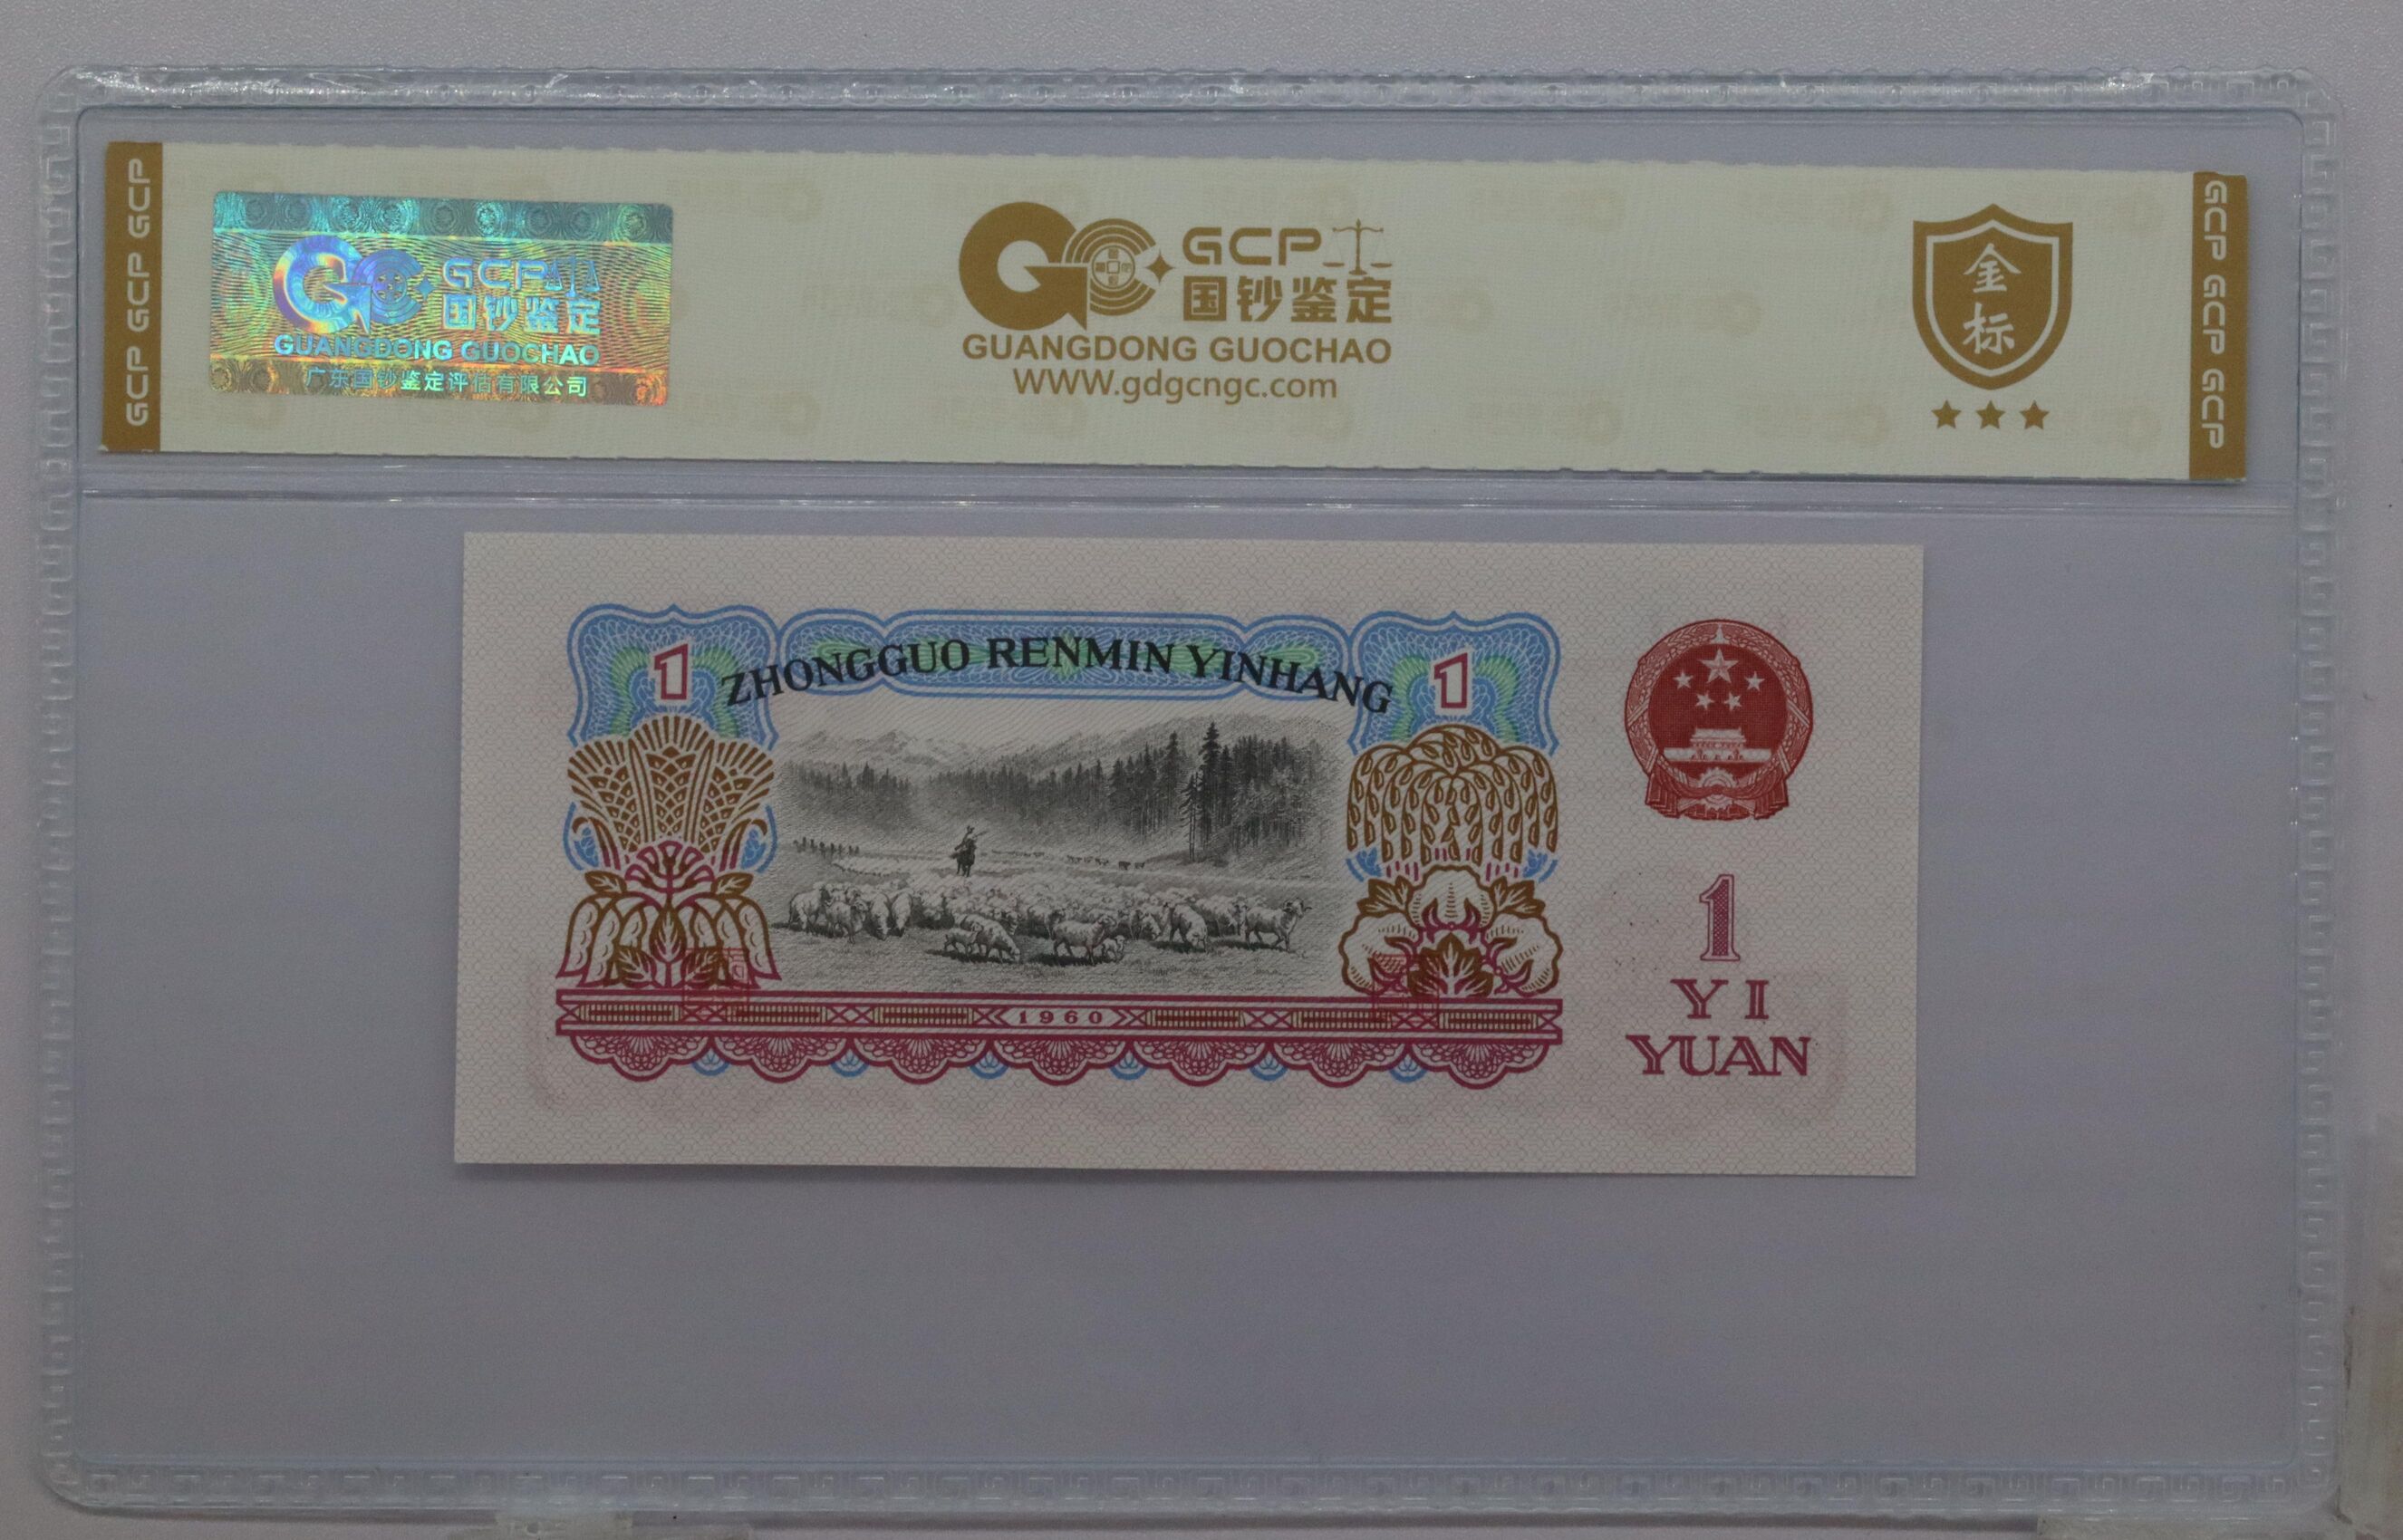 GCP GCP GCP
GCP
国钞鉴定
GUANGDONG GUOCHAO
广东国钞鉴定评估有限公司
GCP
国钞鉴定
GUANGDONG GUOCHAO
WWW.gdgcngc.com
金
标
GCP GCP GCP
1
ZHONGGUO RENMIN YINHANG
1
1960
1
YI
YUAN